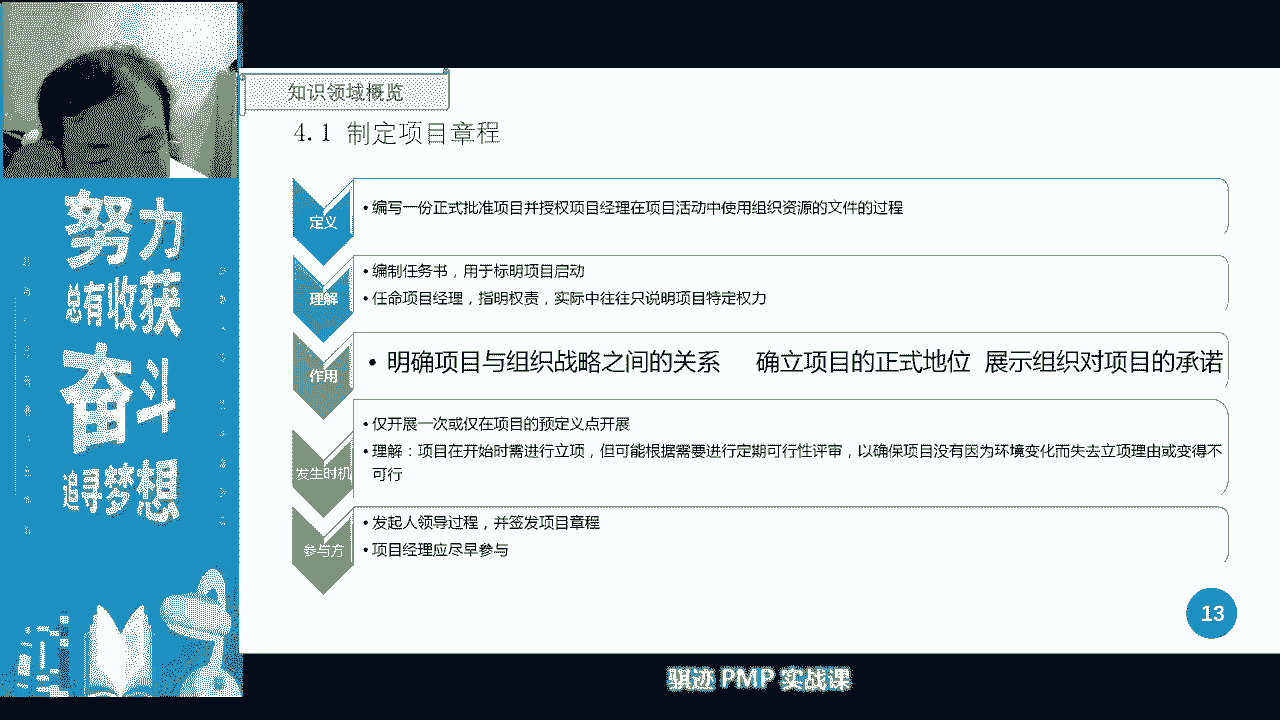 努力
总有收获
奋斗
追寻梦想
知识领域概览
4.1 制定项目章程
定义
•编写一份正式批准项目并授权项目经理在项目活动中使用组织资源的文件的过程
理解
•编制任务书，用于标明项目启动
•任命项目经理，指明权责，实际中往往只说明项目特定权力
作用
•明确项目与组织战略之间的关系 确立项目的正式地位 展示组织对项目的承诺
发生时机
•仅开展一次或仅在项目的预定义点开展
•理解：项目在开始时需进行立项，但可能根据需要进行定期可行性评审，以确保项目没有因为环境变化而失去立项理由或变得不
可行
参与方
•发起人领导过程，并签发项目章程
•项目经理应尽早参与
13
骐迹 PMP 实战课